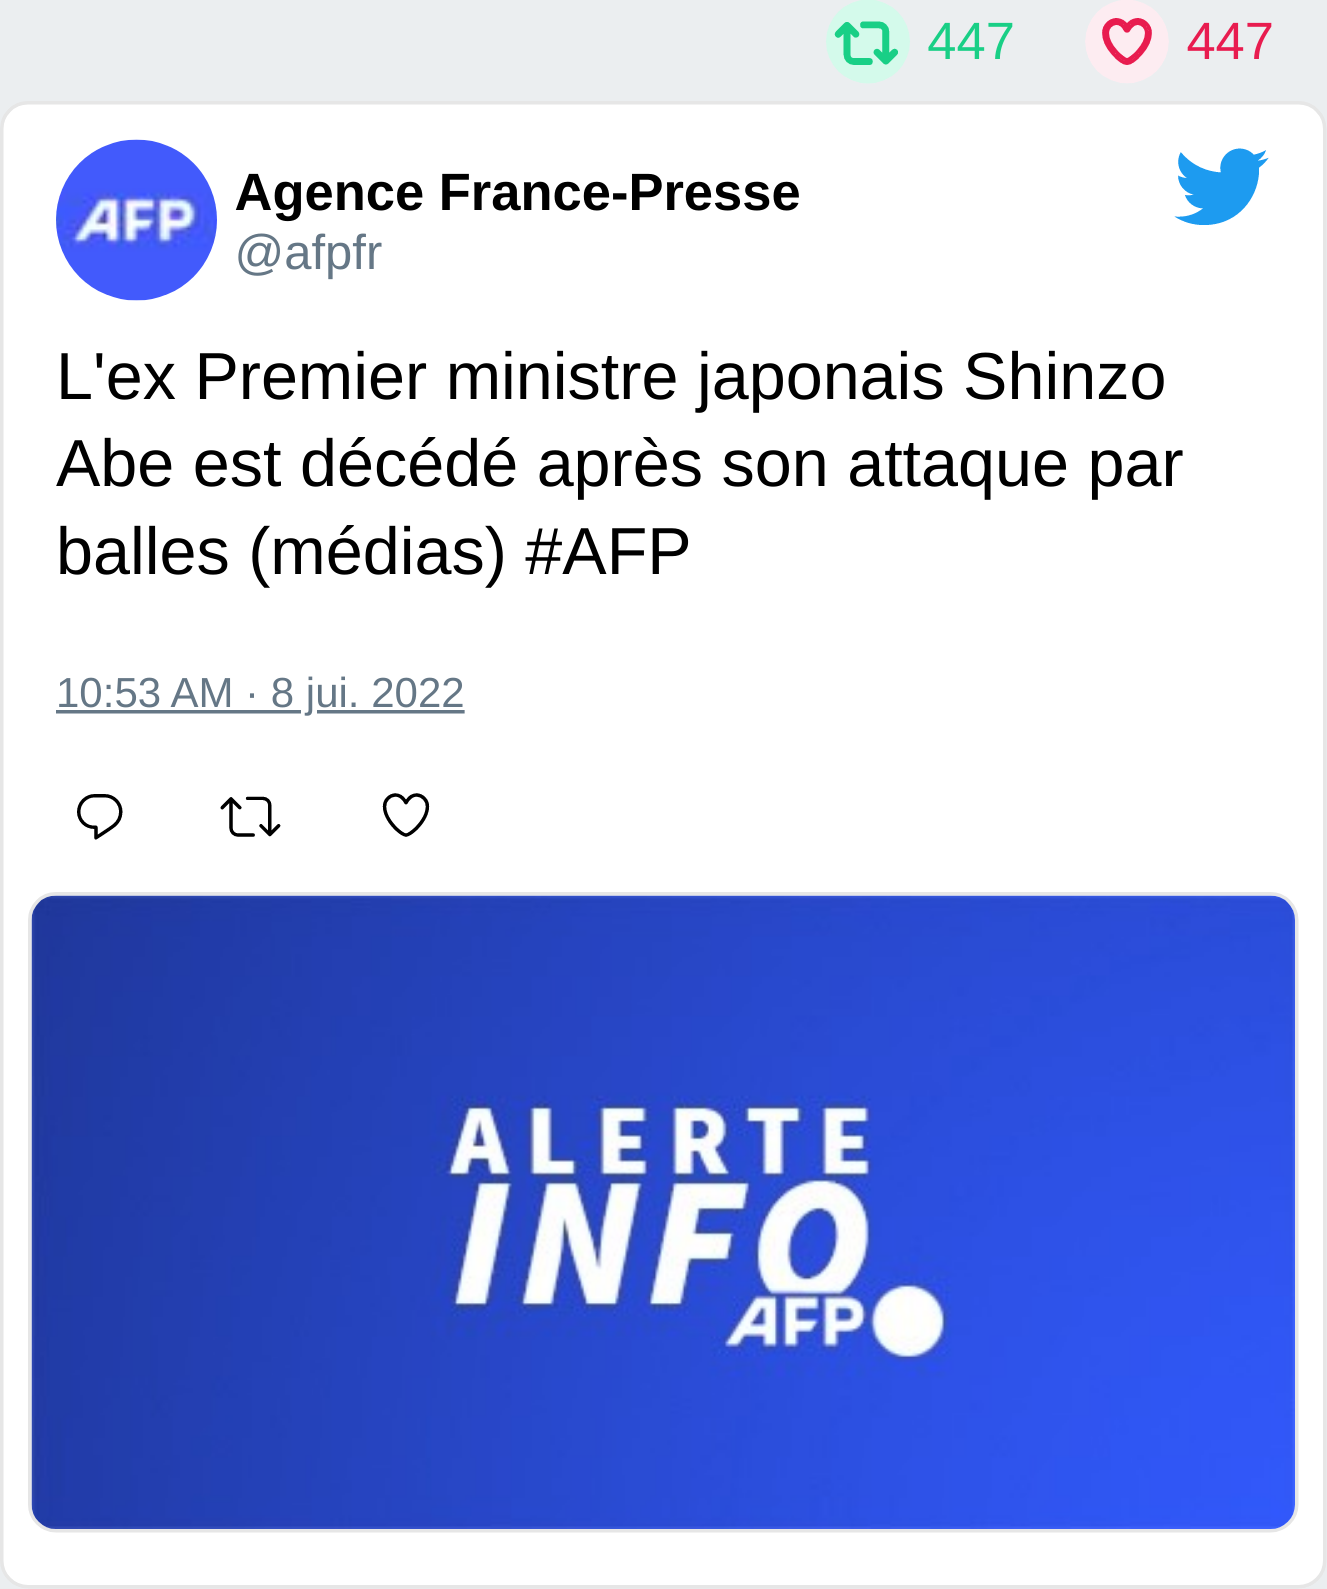 447 447
AFP
Agence France-Presse
@afpfr
L'ex Premier ministre japonais Shinzo
Abe est décédé après son attaque par
balles (médias) #AFP
10:53 AM · 8 jui. 2022
ALERTE
INFO
AFP